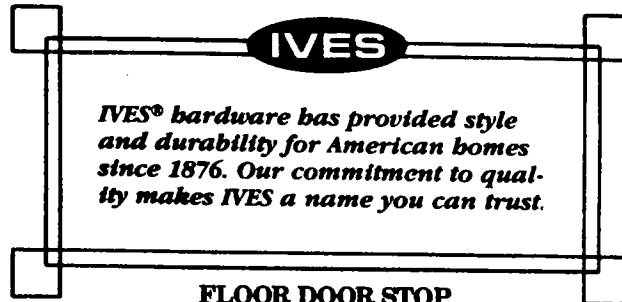 IVES
IVES® hardware has provided style
and durability for American homes
since 1876. Our commitment to qual-
ity makes IVES a name you can trust.
FLOOR DOOR STOP